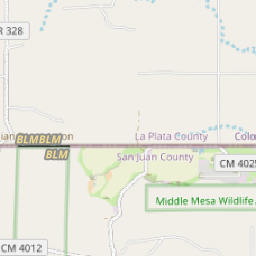 R 328
BLMBLM
La Plata County
BLM
San Juan County
CM 4025
Middle Mesa Wildlife
CM 4012